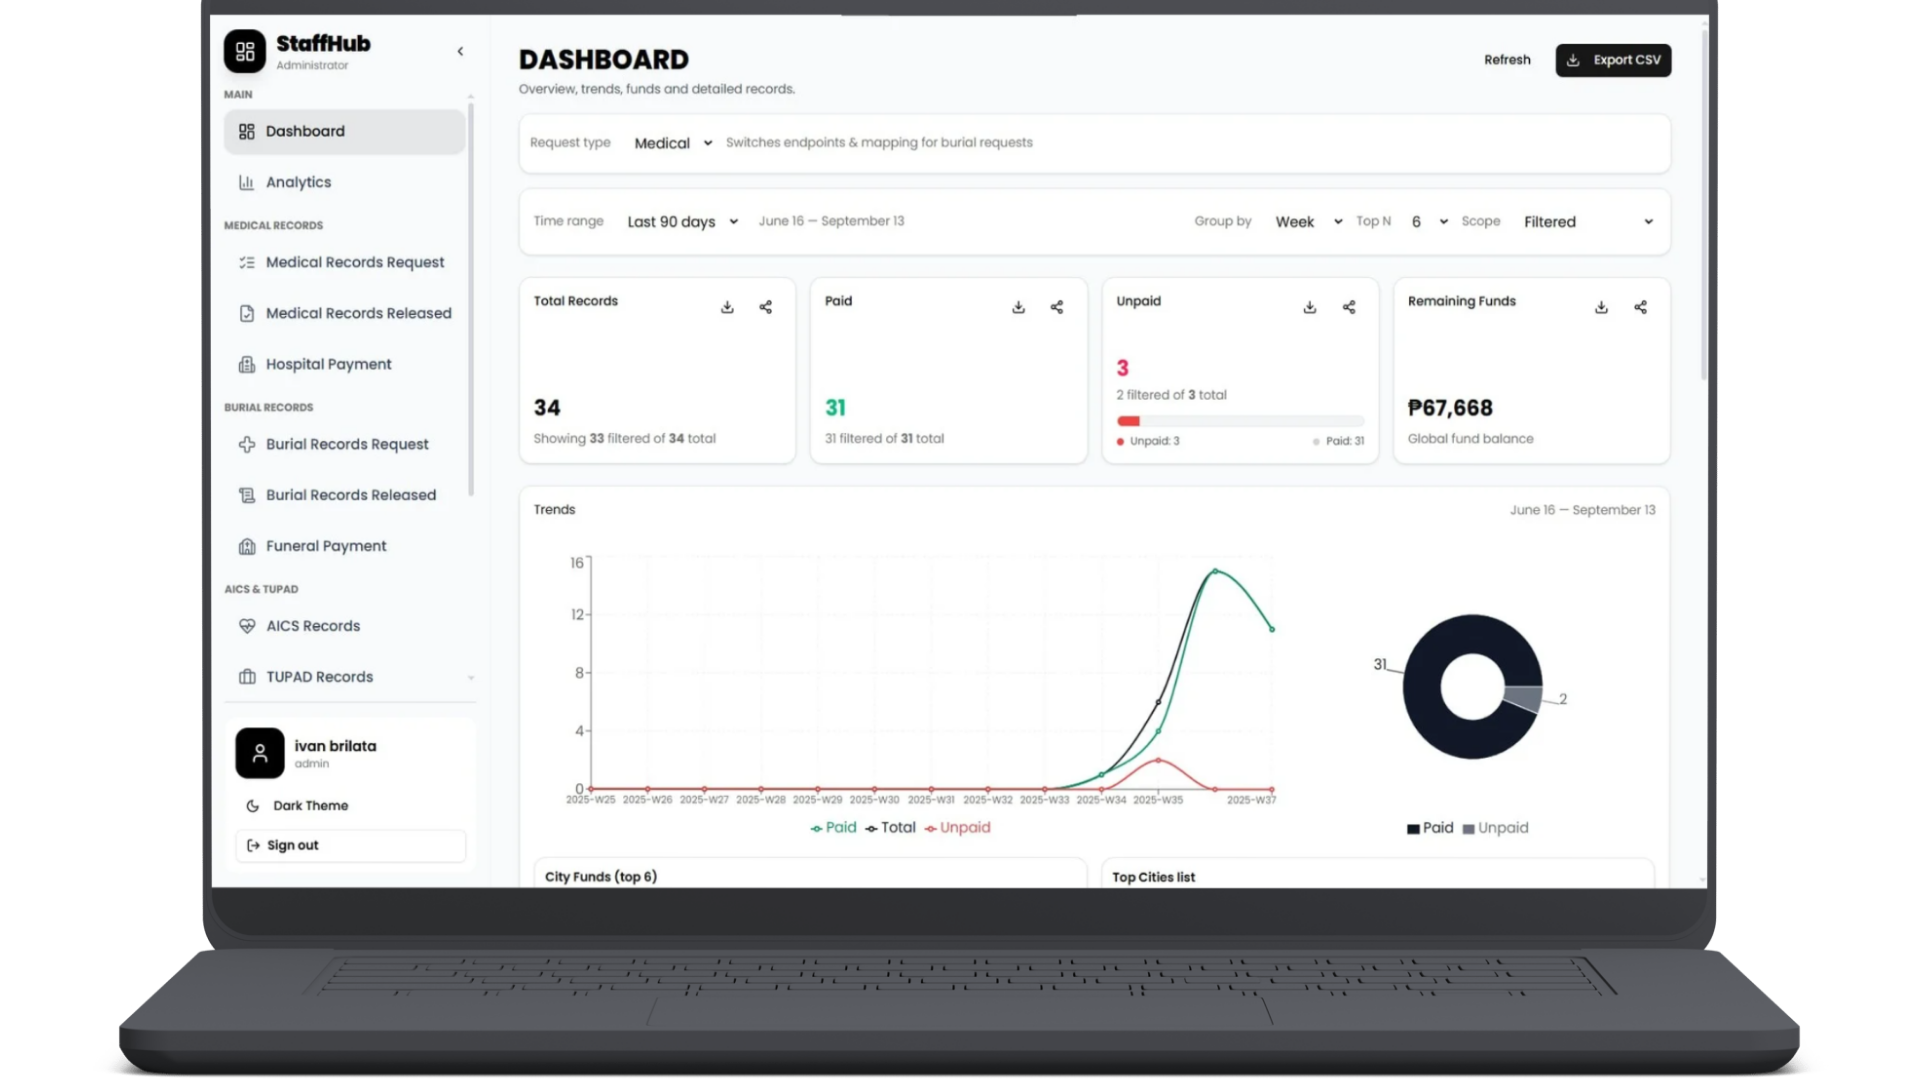 StaffHub
Administrator
MAIN
Dashboard
Analytics
MEDICAL RECORDS
Medical Records Request
Medical Records Released
Hospital Payment
BURIAL RECORDS
Burial Records Request
Burial Records Released
Funeral Payment
AICS & TUPAD
AICS Records
TUPAD Records
ivan brilata
admin
Dark Theme
Sign out
DASHBOARD
Overview, trends, funds and detailed records.
Refresh
Export CSV
Request type Medical Switches endpoints & mapping for burial requests
Time range Last 90 days June 16 — September 13 Group by Week Top N 6 Scope Filtered
Total Records
34
Showing 33 filtered of 34 total
Paid
31
31 filtered of 31 total
Unpaid
3
2 filtered of 3 total
Unpaid: 3 Paid: 31
Remaining Funds
₱67,668
Global fund balance
Trends June 16 — September 13
16
12
8
4
0
2025-W25 2025-W26 2025-W27 2025-W28 2025-W29 2025-W30 2025-W31 2025-W32 2025-W33 2025-W34 2025-W35 2025-W37
Paid Total Unpaid
31
2
Paid Unpaid
City Funds (top 6)
Top Cities list